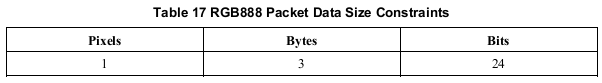 Table 17 RGB888 Packet Data Size Constraints
Pixels Bytes Bits
1 3 24